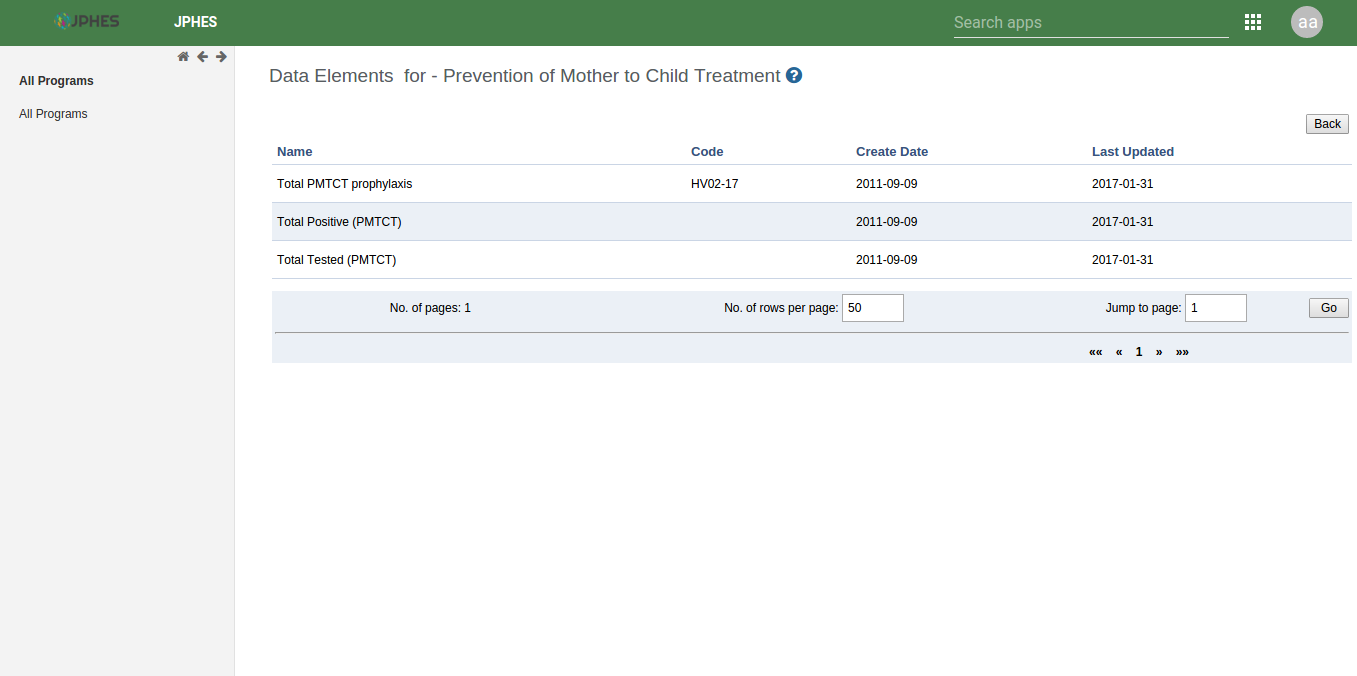 JPHES JPHES Search apps aa
All Programs
All Programs
Data Elements  for - Prevention of Mother to Child Treatment ?
Back
Name Code Create Date Last Updated
Total PMTCT prophylaxis HV02-17 2011-09-09 2017-01-31
Total Positive (PMTCT) 2011-09-09 2017-01-31
Total Tested (PMTCT) 2011-09-09 2017-01-31
No. of pages: 1 No. of rows per page: 50 Jump to page: 1 Go
«« « 1 » »»